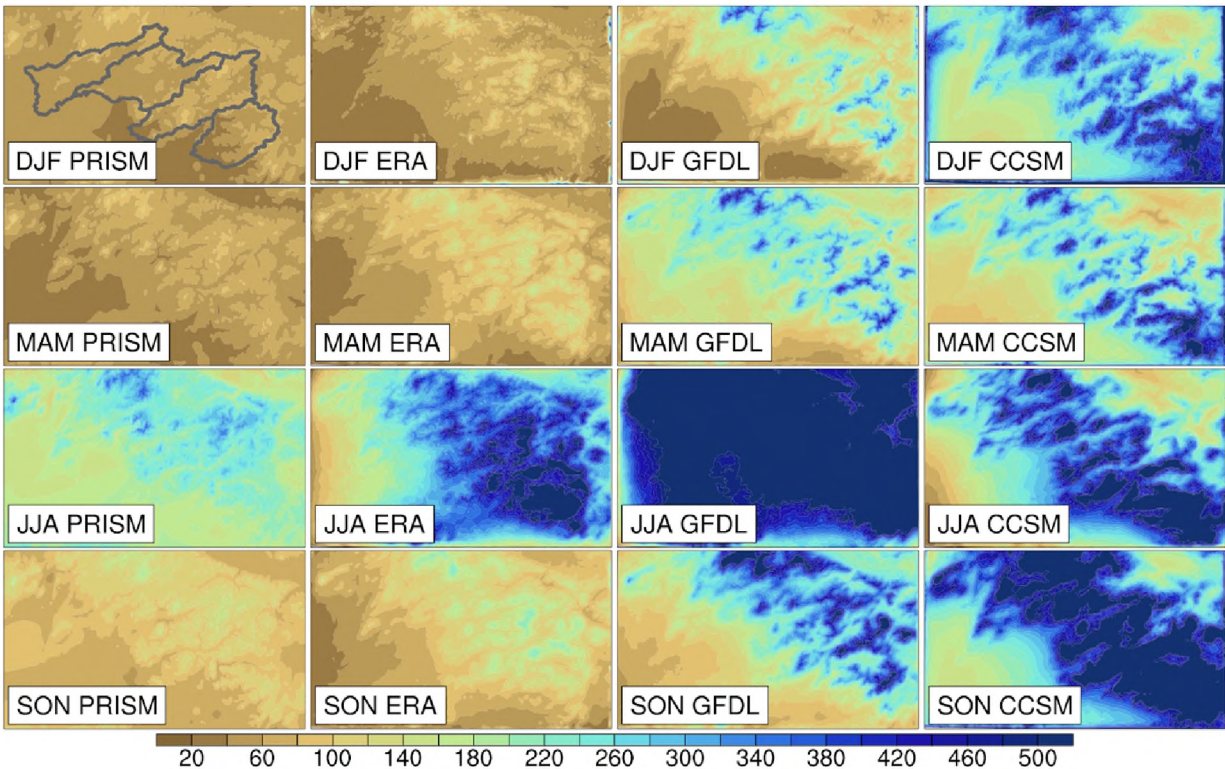 DJF PRISM DJF ERA DJF GFDL DJF CCSM
MAM PRISM MAM ERA MAM GFDL MAM CCSM
JJA PRISM JJA ERA JJA GFDL JJA CCSM
SON PRISM SON ERA SON GFDL SON CCSM
20 60 100 140 180 220 260 300 340 380 420 460 500